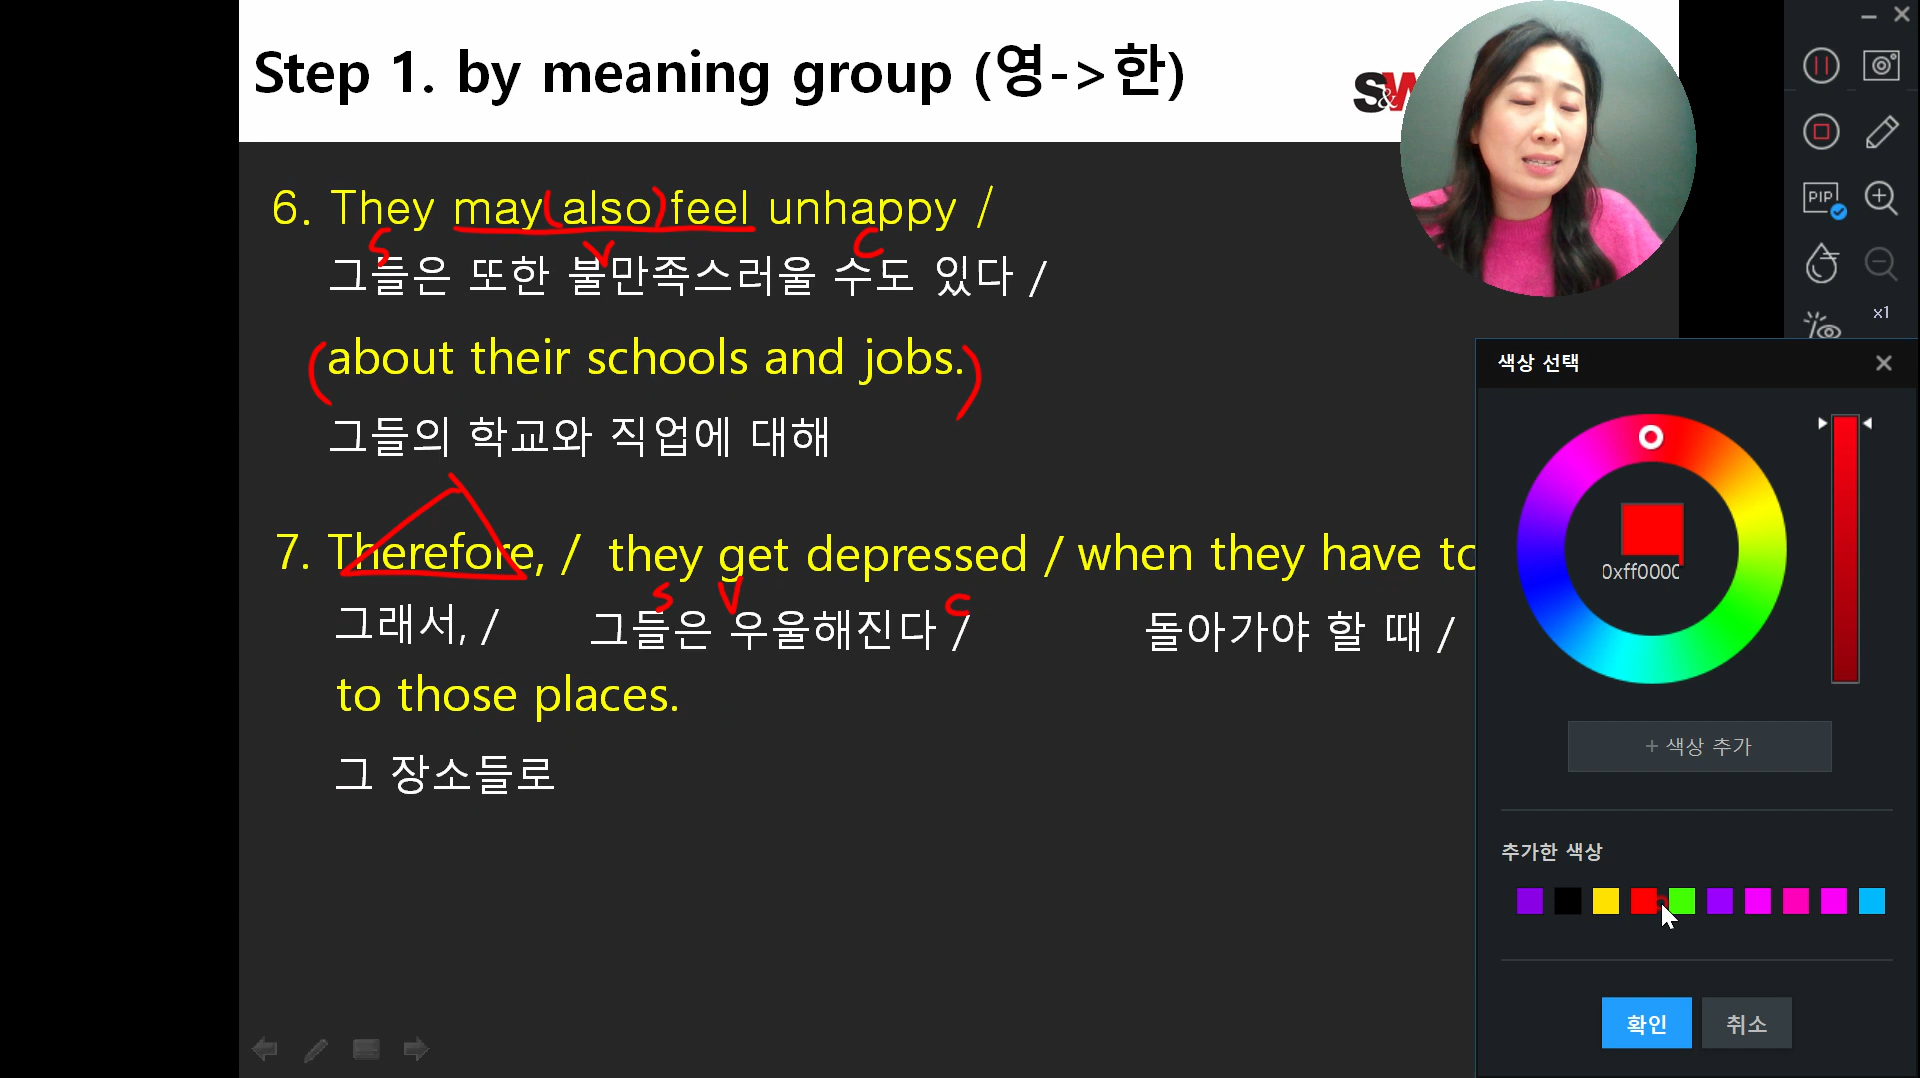 Step 1. by meaning group (영->한)
S&W
6. They may (also) feel unhappy /
S V C
그들은 또한 불만족스러울 수도 있다 /
(about their schools and jobs.)
그들의 학교와 직업에 대해
7. Therefore, / they get depressed / when they have to
S V C
그래서, / 그들은 우울해진다 / 돌아가야 할 때 /
to those places.
그 장소들로
PIP
x1
색상 선택
0xff000
+ 색상 추가
추가한 색상
확인 취소